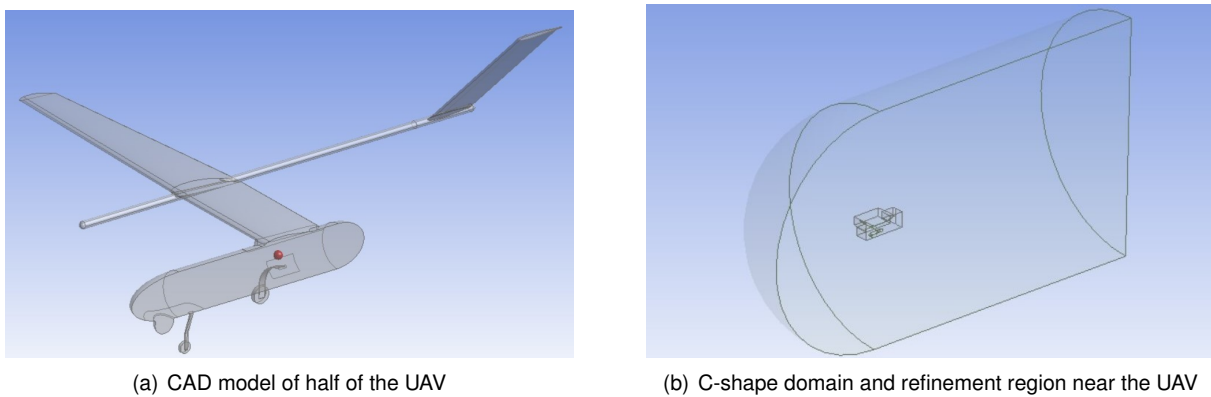 (a) CAD model of half of the UAV
(b) C-shape domain and refinement region near the UAV